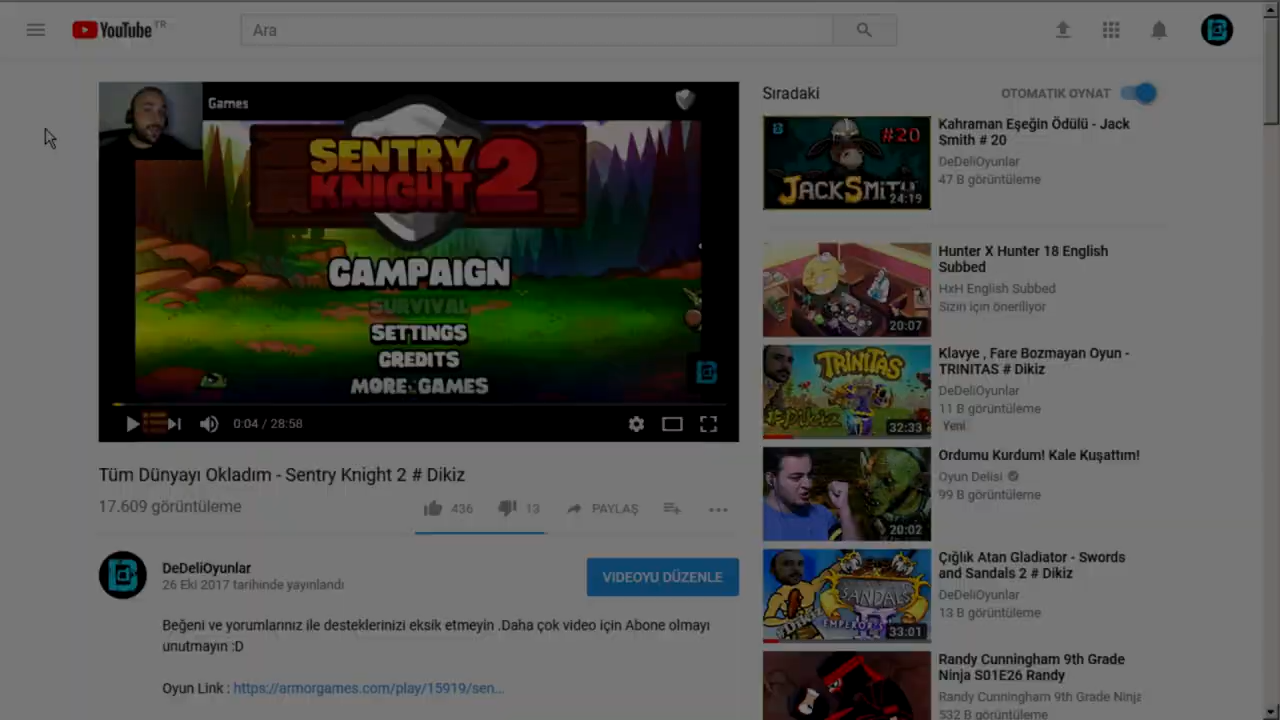 YouTube TR
Ara
Games
SENTRY
KNIGHT 2
CAMPAIGN
SURVIVAL
SETTINGS
CREDITS
MORE GAMES
0:04 / 28:58
Tüm Dünyayı Okladım - Sentry Knight 2 # Dikiz
17.609 görüntüleme
436
13
PAYLAŞ
DeDeliOyunlar
26 Eki 2017 tarihinde yayınlandı
VIDEOYU DÜZENLE
Beğeni ve yorumlarınız ile desteklerinizi eksik etmeyin .Daha çok video için Abone olmayı
unutmayın :D
Oyun Link : https://armorgames.com/play/15919/sen...
Sıradaki
OTOMATIK OYNAT
#20
JACKSMITH
24:19
Kahraman Eşeğin Ödülü - Jack
Smith # 20
DeDeliOyunlar
47 B görüntüleme
20:07
Hunter X Hunter 18 English
Subbed
HxH English Subbed
Sizin için öneriliyor
TRINITAS
#DİKİZ
32:33
Klavye , Fare Bozmayan Oyun -
TRINITAS # Dikiz
DeDeliOyunlar
11 B görüntüleme
Yeni
20:02
Ordumu Kurdum! Kale Kuşattım!
Oyun Delisi
99 B görüntüleme
SANDALS
33:01
Çığlık Atan Gladiator - Swords
and Sandals 2 # Dikiz
DeDeliOyunlar
13 B görüntüleme
Randy Cunningham 9th Grade
Ninja S01E26 Randy
Randy Cunningham 9th Grade Ninja
532 B görüntüleme